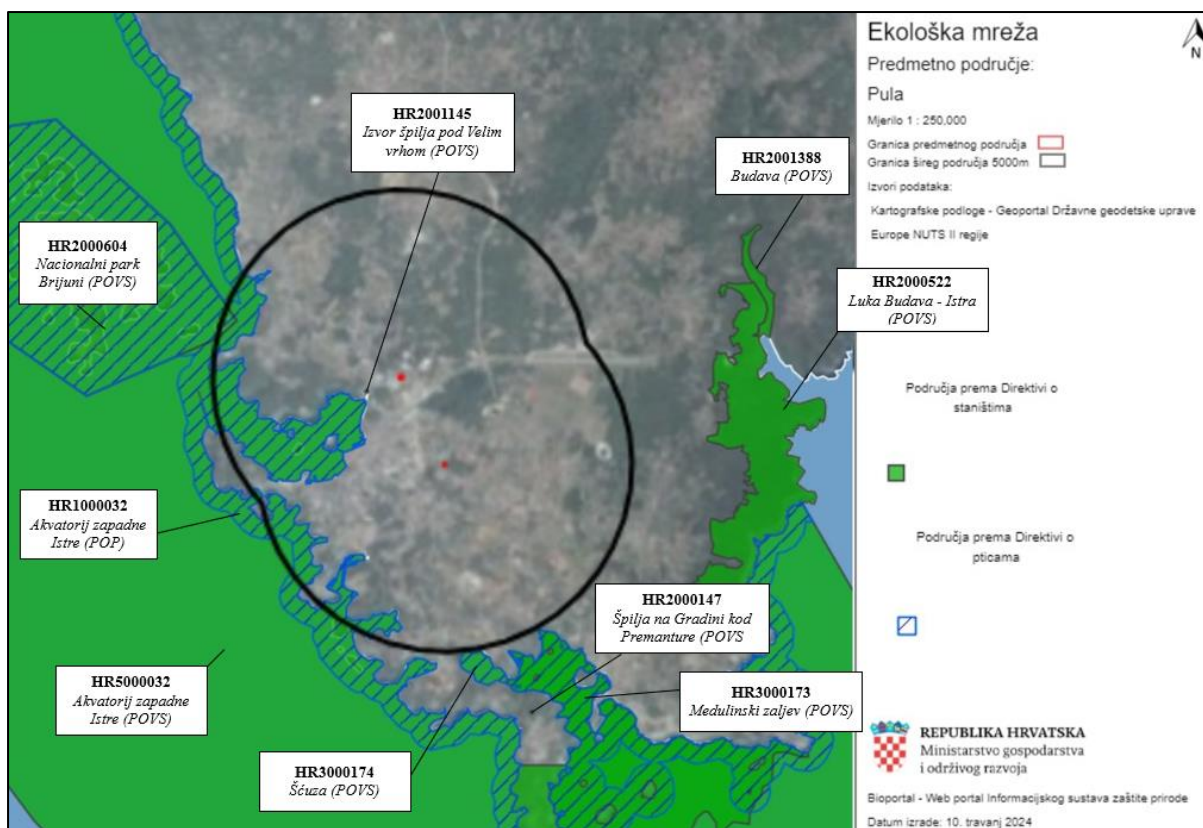 HR2001145
Izvor špilja pod Velim
vrhom (POVS)
HR2001388
Budava (POVS)
HR2000604
Nacionalni park
Brijuni (POVS)
HR2000522
Luka Budava - Istra
(POVS)
HR1000032
Akvatorij zapadne
Istre (POP)
HR2000147
Špilja na Gradini kod
Premanture (POVS
HR5000032
Akvatorij zapadne
Istre (POVS)
HR3000173
Medulinski zaljev (POVS)
HR3000174
Šćuza (POVS)
Ekološka mreža
N
Predmetno područje:
Pula
Mjerilo 1 : 250,000
Granica predmetnog područja
Granica šireg područja 5000m
Izvori podataka:
Kartografske podloge - Geoportal Državne geodetske uprave
Europe NUTS II regije
Područja prema Direktivi o
staništima
Područja prema Direktivi o
pticama
REPUBLIKA HRVATSKA
Ministarstvo gospodarstva
i održivog razvoja
Bioportal - Web portal Informacijskog sustava zaštite prirode
Datum izrade: 10. travanj 2024